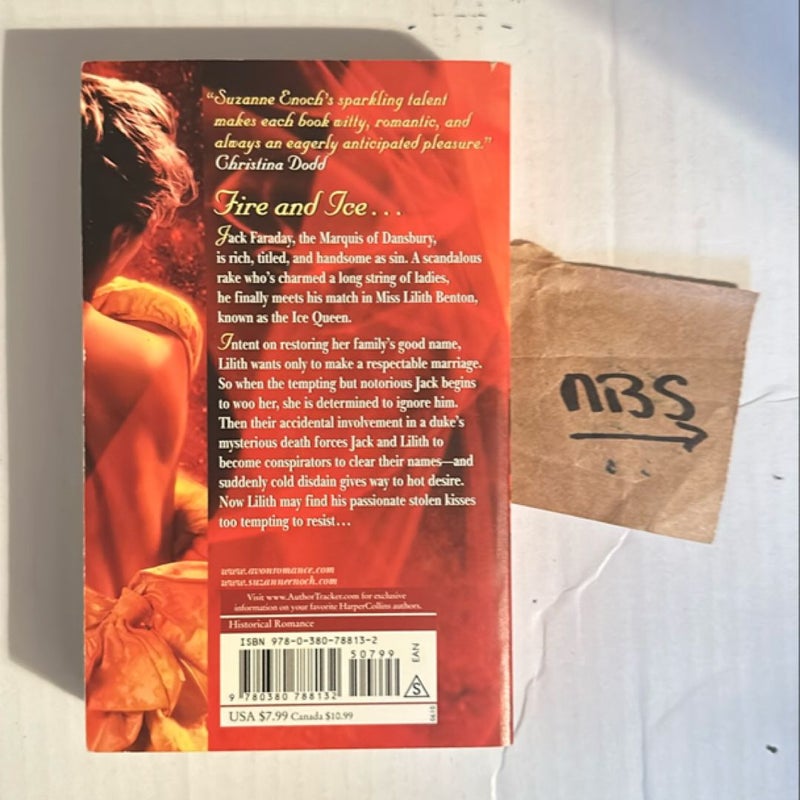 “Suzanne Enoch's sparkling talent
makes each book witty, romantic, and
always an eagerly anticipated pleasure.”
Christina Dodd
Fire and Ice...
Jack Faraday, the Marquis of Dansbury,
is rich, titled, and handsome as sin. A scandalous
rake who's charmed a long string of ladies,
he finally meets his match in Miss Lilith Benton,
known as the Ice Queen.
Intent on restoring her family's good name,
Lilith wants only to make a respectable marriage.
So when the tempting but notorious Jack begins
to woo her, she is determined to ignore him.
Then their accidental involvement in a duke's
mysterious death forces Jack and Lilith to
become conspirators to clear their names—and
suddenly cold disdain gives way to hot desire.
Now Lilith may find his passionate stolen kisses
too tempting to resist...
www.avonromance.com
www.suzanneenoch.com
Visit www.AuthorTracker.com for exclusive
information on your favorite HarperCollins authors.
Historical Romance
ISBN 978-0-380-78813-2
50799
EAN
9 780380 788132
S
USA $7.99 Canada $10.99
NBS